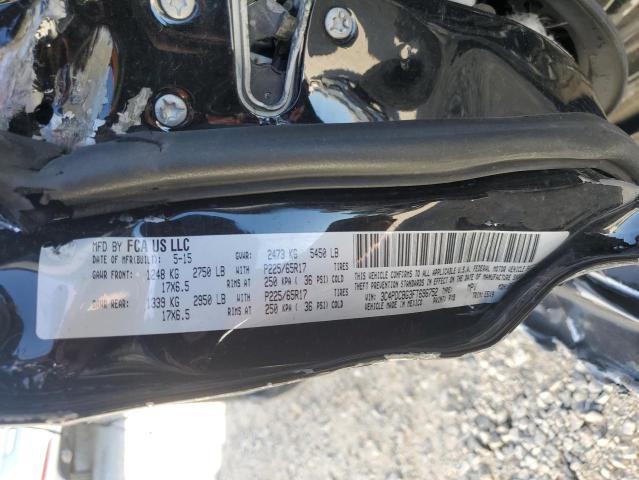 MFD BY FCA US LLC
DATE OF MFR(BUILD): 5-15 GVWR: 2473 KG 5450 LB
GAWR FRONT: 1248 KG 2750 LB WITH P225/65R17 TIRES
17X6.5 RIMS AT 250 KPA ( 36 PSI)
GAWR REAR: 1339 KG 2950 LB WITH P225/65R17 TIRES
17X6.5 RIMS AT 250 KPA ( 36 PSI)
THIS VEHICLE CONFORMS TO ALL APPLICABLE U.S.A. FEDERAL MOTOR VEHICLE
THEFT PREVENTION STANDARDS IN EFFECT ON THE DATE OF MANUFACTURE
TYPE: MPV
VEHICLE MADE IN MEXICO PAINT: